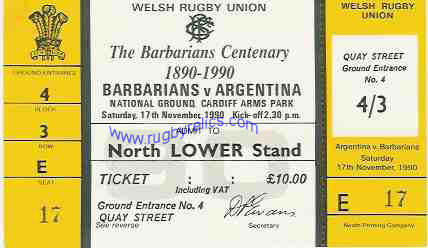 GROUND ENTRANCE
4
BLOCK
3
ROW
E
SEAT
17
WELSH RUGBY UNION
The Barbarians Centenary
1890-1990
BARBARIANS v ARGENTINA
NATIONAL GROUND, CARDIFF ARMS PARK
Saturday, 17th November, 1990 Kick-off 2.30 p.m.
www.rugbyrelics.com
ADMIT TO
North LOWER Stand
TICKET : £10.00
Including VAT
Ground Entrance No. 4
QUAY STREET
See reverse
Secretary
WELSH RUGBY
UNION
QUAY STREET
Ground Entrance
No. 4
4/3
Argentina v. Barbarians
Saturday
17th November, 1990
E 17
North Printing Company